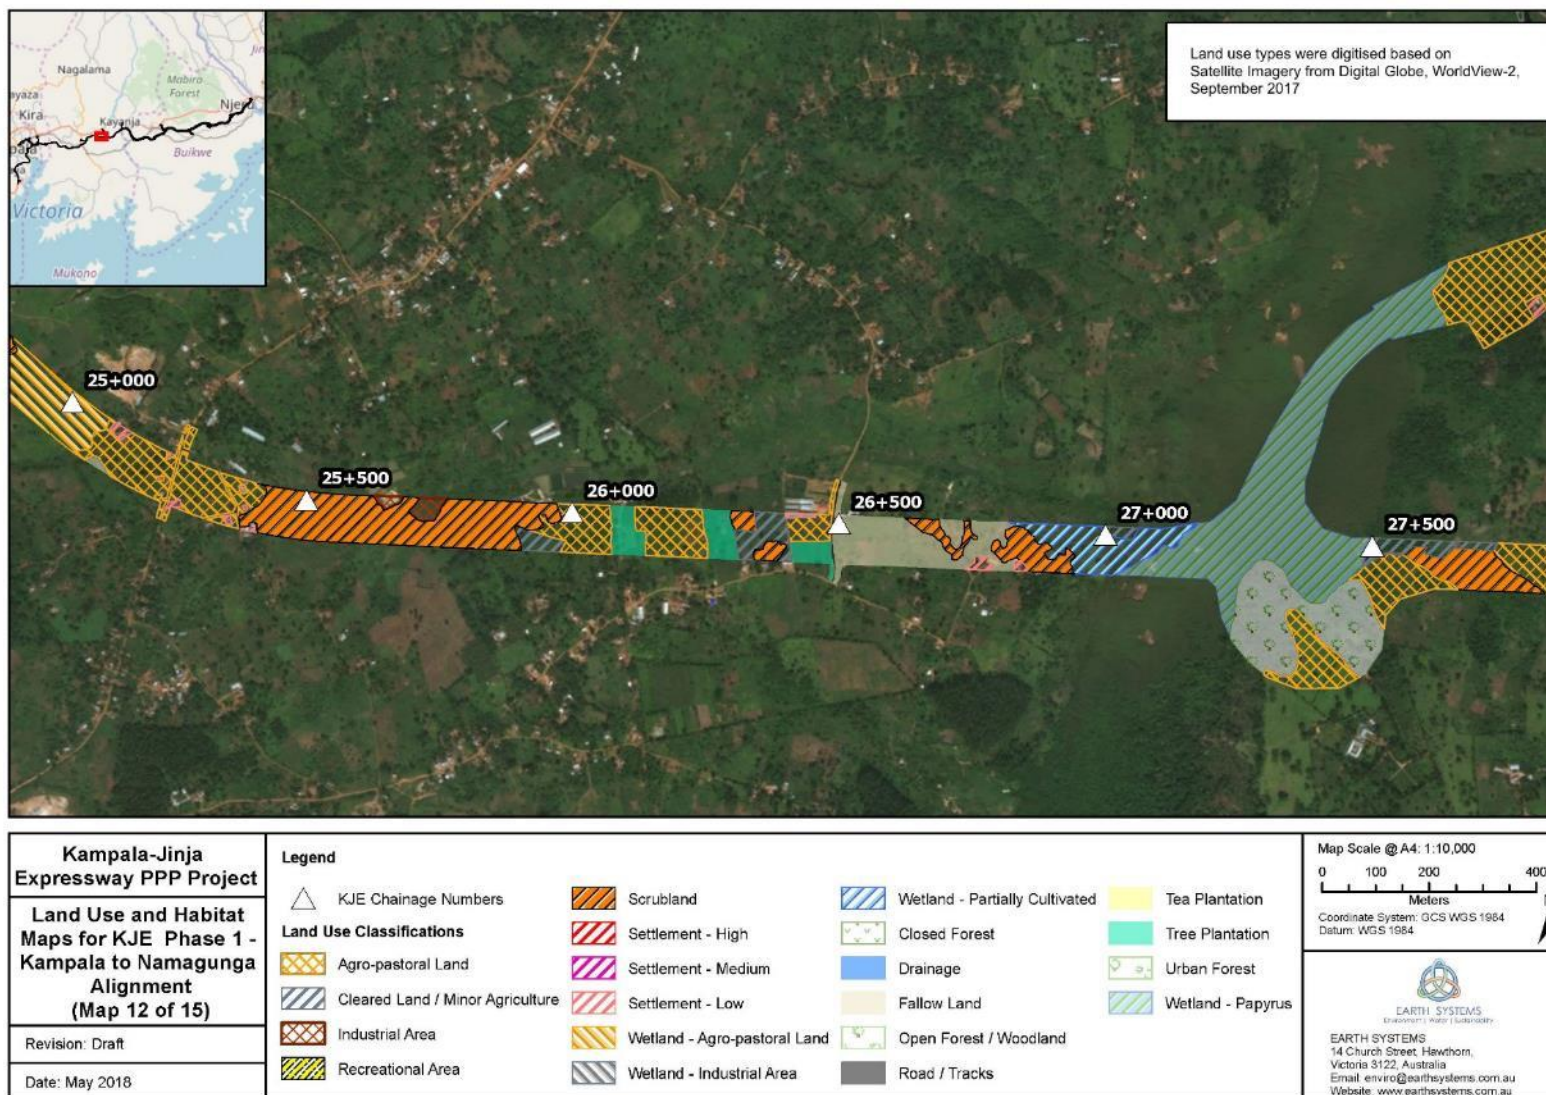 Land use types were digitised based on
Satellite Imagery from Digital Globe, WorldView-2,
September 2017
Nagalama
Mabira
Forest
ayaza
Kira
Kayanja
Njeru
Buikwe
Victoria
Mukono
25+000
25+500
26+000
26+500
27+000
27+500
Kampala-Jinja
Expressway PPP Project
Land Use and Habitat
Maps for KJE Phase 1 -
Kampala to Namagunga
Alignment
(Map 12 of 15)
Revision: Draft
Date: May 2018
Legend
KJE Chainage Numbers
Land Use Classifications
Agro-pastoral Land
Cleared Land / Minor Agriculture
Industrial Area
Recreational Area
Scrubland
Settlement - High
Settlement - Medium
Settlement - Low
Wetland - Agro-pastoral Land
Wetland - Industrial Area
Wetland - Partially Cultivated
Closed Forest
Drainage
Fallow Land
Open Forest / Woodland
Road / Tracks
Tea Plantation
Tree Plantation
Urban Forest
Wetland - Papyrus
Map Scale @ A4: 1:10,000
0 100 200 400
Meters
Coordinate System: GCS WGS 1984
Datum: WGS 1984
EARTH SYSTEMS
Environment | Water | Sustainability
EARTH SYSTEMS
14 Church Street, Hawthorn,
Victoria 3122, Australia
Email: enviro@earthsystems.com.au
Website: www.earthsystems.com.au